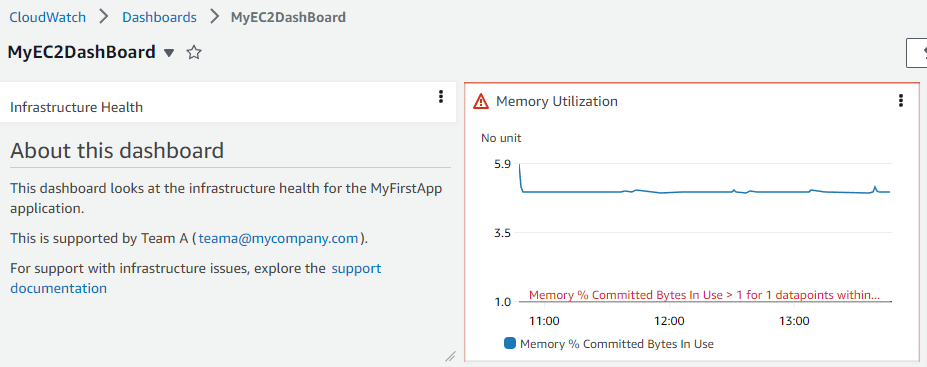 CloudWatch > Dashboards > MyEC2DashBoard
MyEC2DashBoard
Infrastructure Health
About this dashboard
This dashboard looks at the infrastructure health for the MyFirstApp
application.
This is supported by Team A (teama@mycompany.com).
For support with infrastructure issues, explore the support
documentation
Memory Utilization
No unit
5.9
3.5
1.0
Memory % Committed Bytes In Use > 1 for 1 datapoints within...
11:00 12:00 13:00
Memory % Committed Bytes In Use